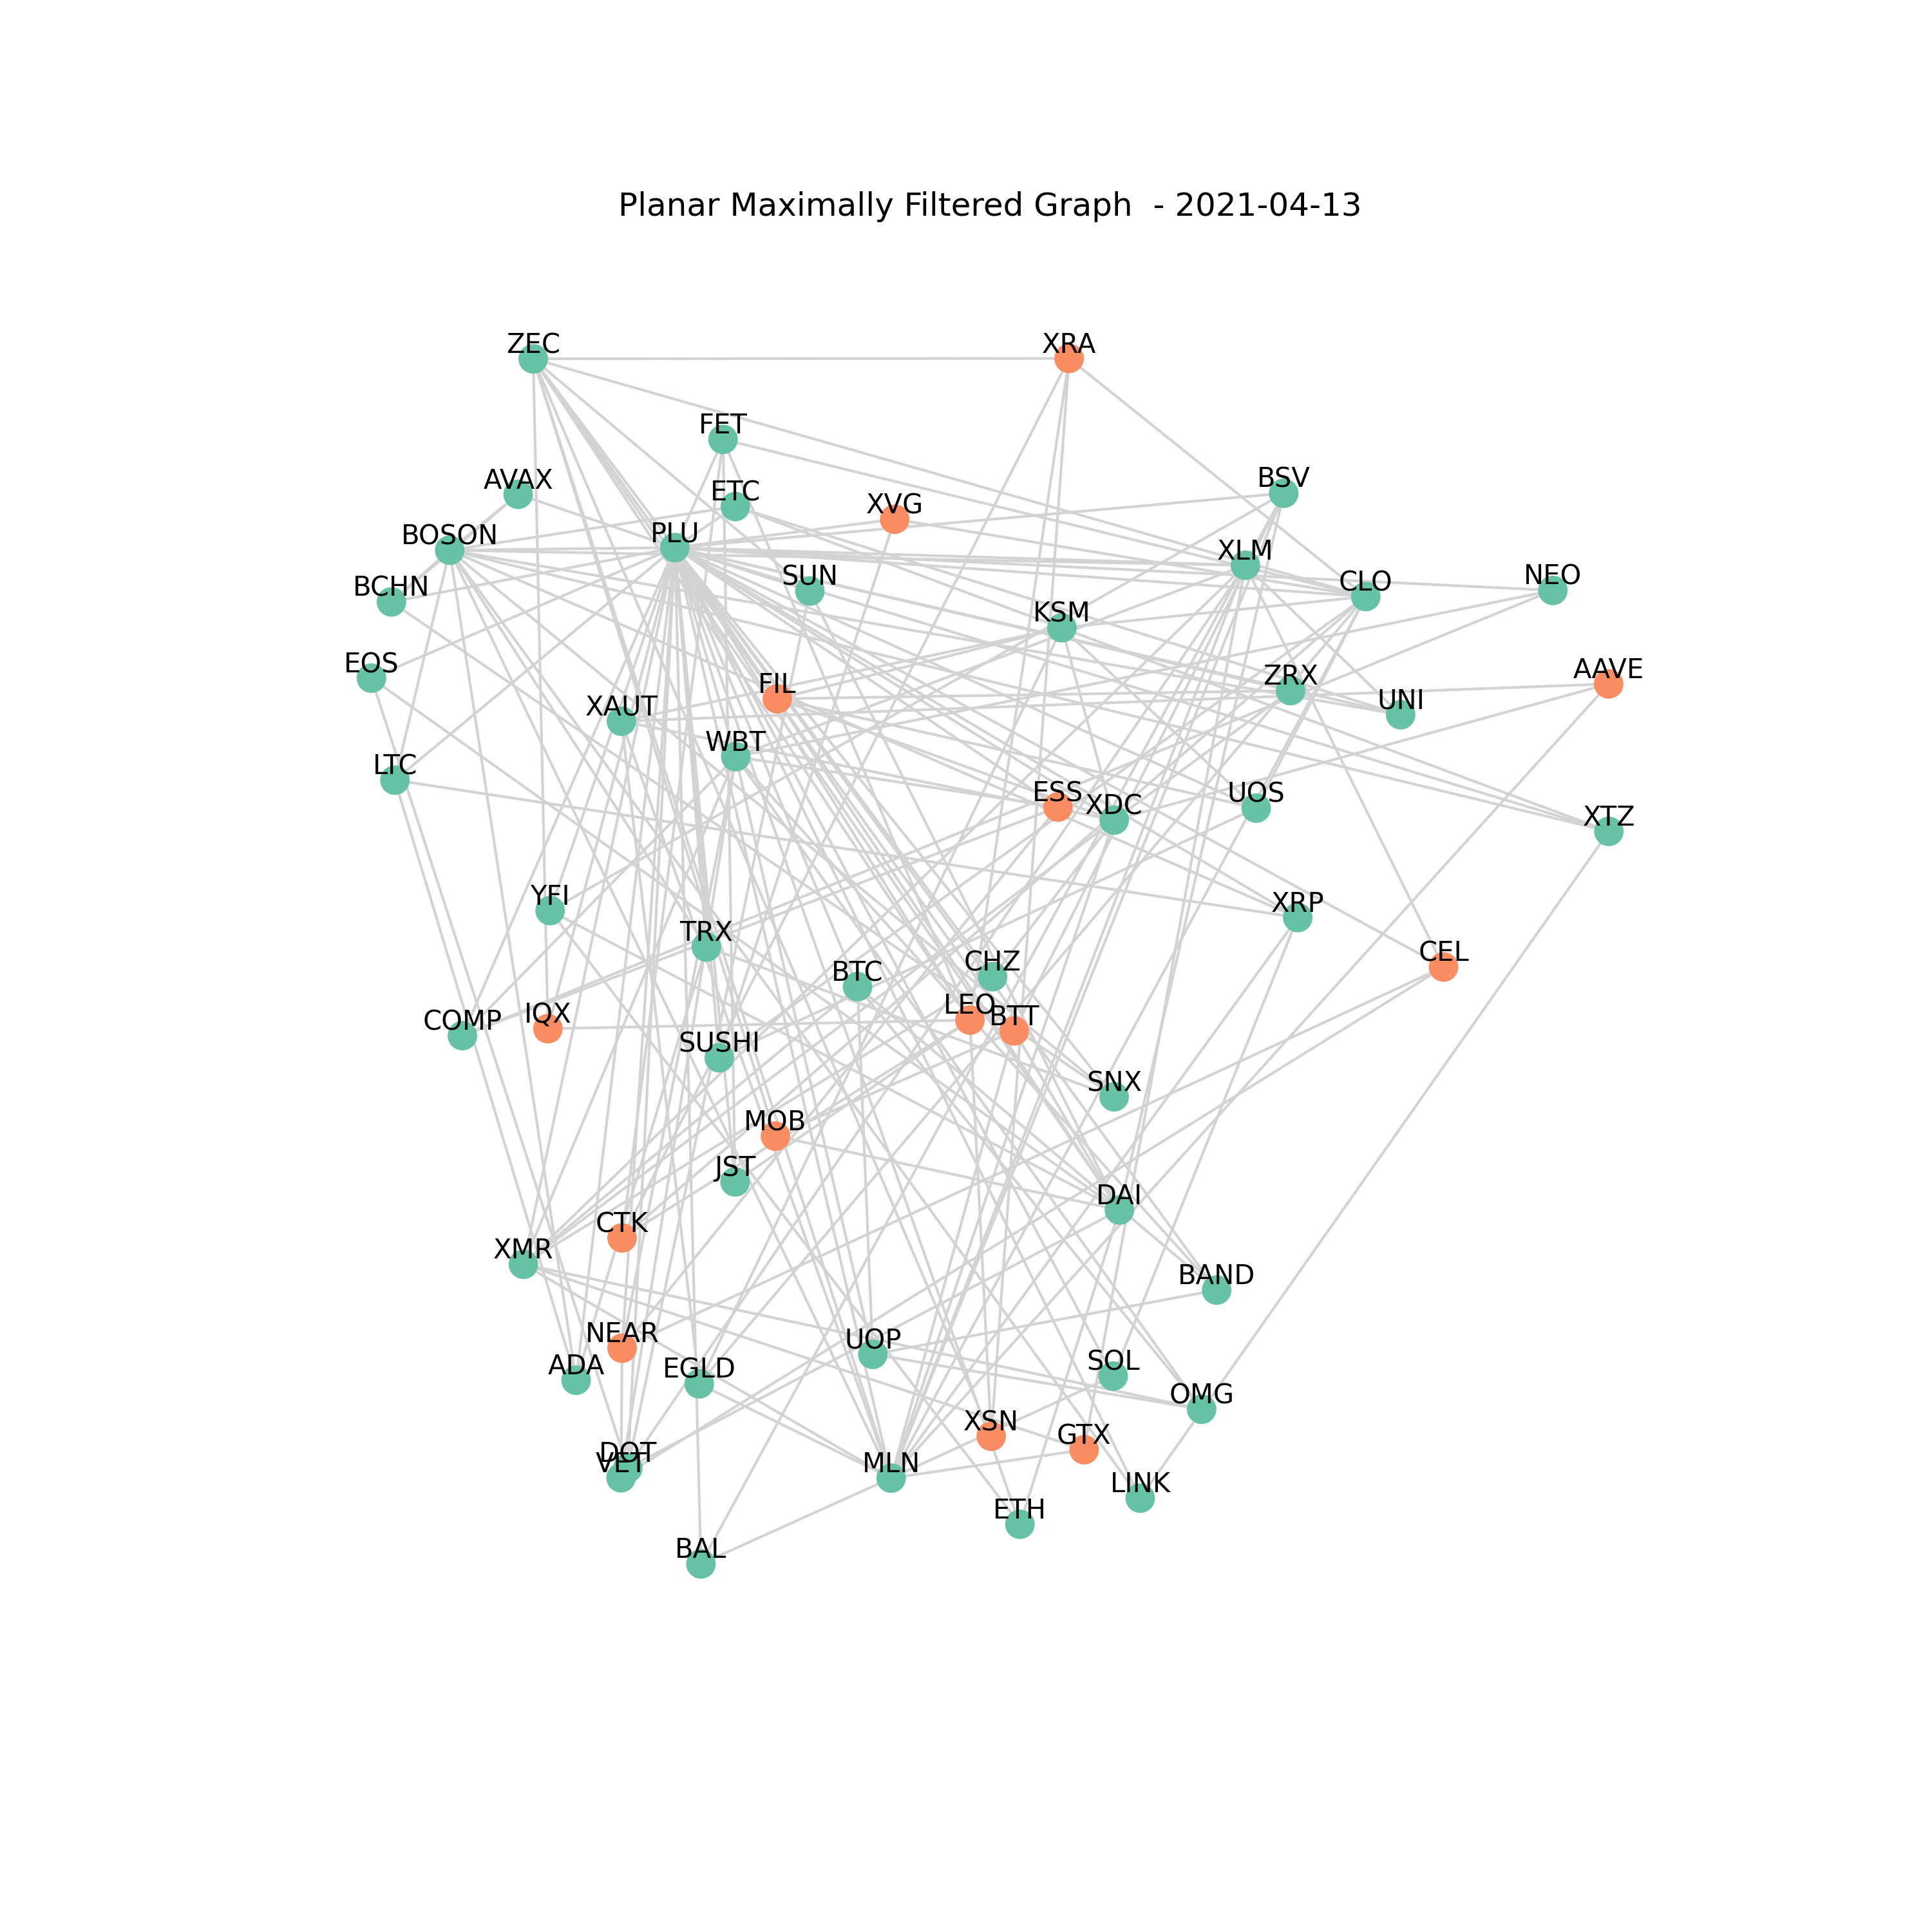 Planar Maximally Filtered Graph - 2021-04-13
ZEC
XRA
FET
AVAX
ETC
XVG
BSV
BOSON
PLU
XLM
BCHN
SUN
CLO
NEO
KSM
EOS
FIL
ZRX
AAVE
XAUT
UNI
WBT
LTC
ESS
XDC
UOS
XTZ
YFI
XRP
TRX
CEL
BTC
CHZ
LEO
BTT
COMP
IQX
SUSHI
SNX
MOB
JST
DAI
CTK
XMR
BAND
NEAR
UOP
ADA
EGLD
SOL
OMG
XSN
GTX
DOT
VET
MLN
LINK
ETH
BAL